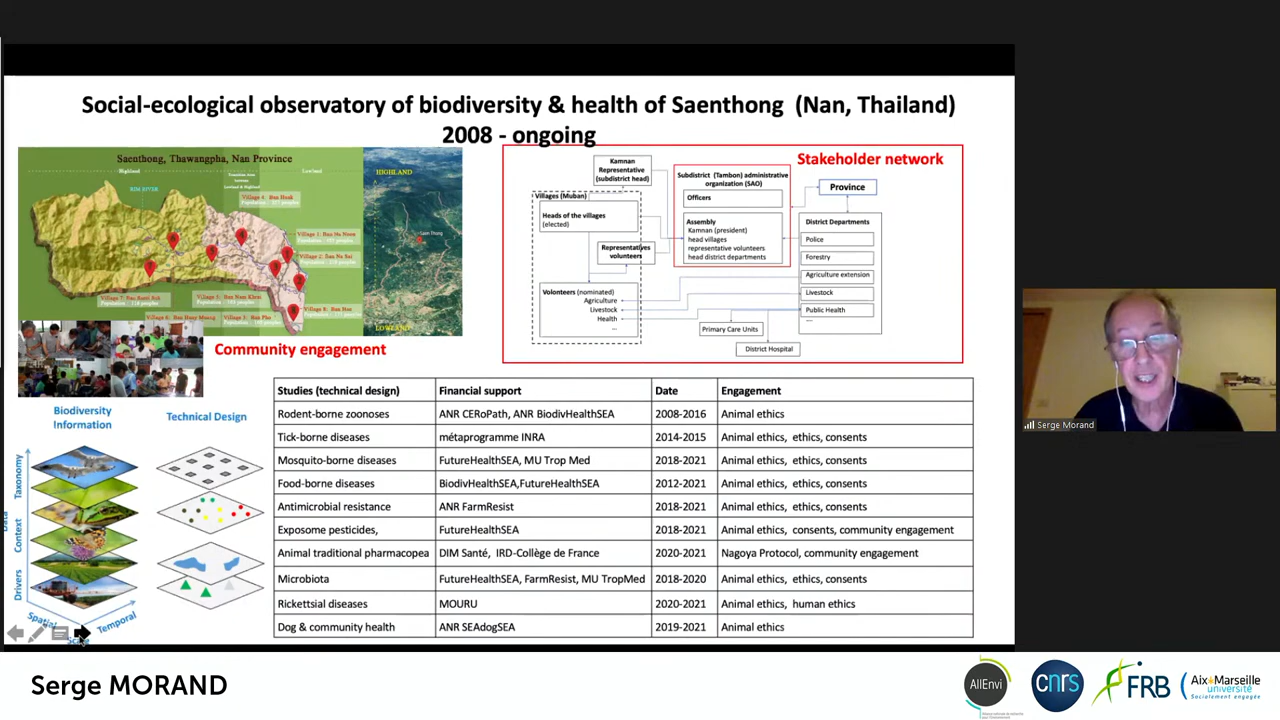 Social-ecological observatory of biodiversity & health of Saenthong (Nan, Thailand)
2008 - ongoing
Saenthong, Thawangpha, Nan Province
Highland
Lowland
RIM RIVER
HIGHLAND
LOWLAND
Community engagement
Stakeholder network
Kamnan
Representative
(subdistrict head)
Villages (Muban)
Heads of the villages
(elected)
Representatives
volunteers
Volunteers (nominated)
Agriculture
Livestock
Health
...
Subdistrict (Tambon) administrative
organization (SAO)
Officers
Assembly
Kamnan (president)
head villages
representative volunteers
head district departments
Province
District Departments
Police
Forestry
Agriculture extension
Livestock
Public Health
...
Primary Care Units
District Hospital
Biodiversity
Information
Technical Design
Taxonomy
Context
Drivers
Data
Spatial
Temporal
Studies (technical design) Financial support Date Engagement
Rodent-borne zoonoses ANR CERoPath, ANR BiodivHealthSEA 2008-2016 Animal ethics
Tick-borne diseases métaprogramme INRA 2014-2015 Animal ethics, ethics, consents
Mosquito-borne diseases FutureHealthSEA, MU Trop Med 2018-2021 Animal ethics, ethics, consents
Food-borne diseases BiodivHealthSEA,FutureHealthSEA 2012-2021 Animal ethics, ethics, consents
Antimicrobial resistance ANR FarmResist 2018-2021 Animal ethics, ethics, consents
Exposome pesticides, FutureHealthSEA 2018-2021 Animal ethics, consents, community engagement
Animal traditional pharmacopea DIM Santé, IRD-Collège de France 2020-2021 Nagoya Protocol, community engagement
Microbiota FutureHealthSEA, FarmResist, MU TropMed 2018-2020 Animal ethics, ethics, consents
Rickettsial diseases MOURU 2020-2021 Animal ethics, human ethics
Dog & community health ANR SEAdogSEA 2019-2021 Animal ethics
Serge Morand
Serge MORAND
AllEnvi
cnrs
FRB
Aix*Marseille
université
Socialement engagée